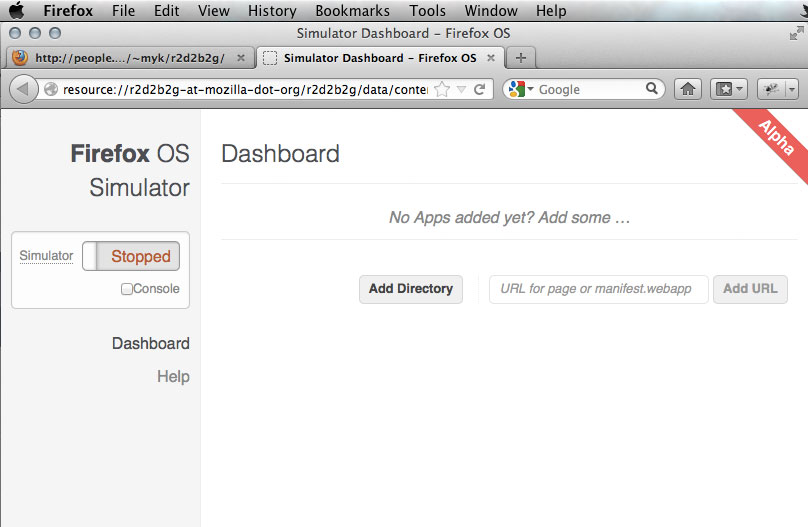 Firefox File Edit View History Bookmarks Tools Window Help
Simulator Dashboard – Firefox OS
http://people..../~myk/r2d2b2g/
Simulator Dashboard – Firefox OS
resource://r2d2b2g-at-mozilla-dot-org/r2d2b2g/data/conte
Google
Alpha
Firefox OS
Simulator
Dashboard
No Apps added yet? Add some …
Simulator
Stopped
Console
Add Directory
URL for page or manifest.webapp
Add URL
Dashboard
Help